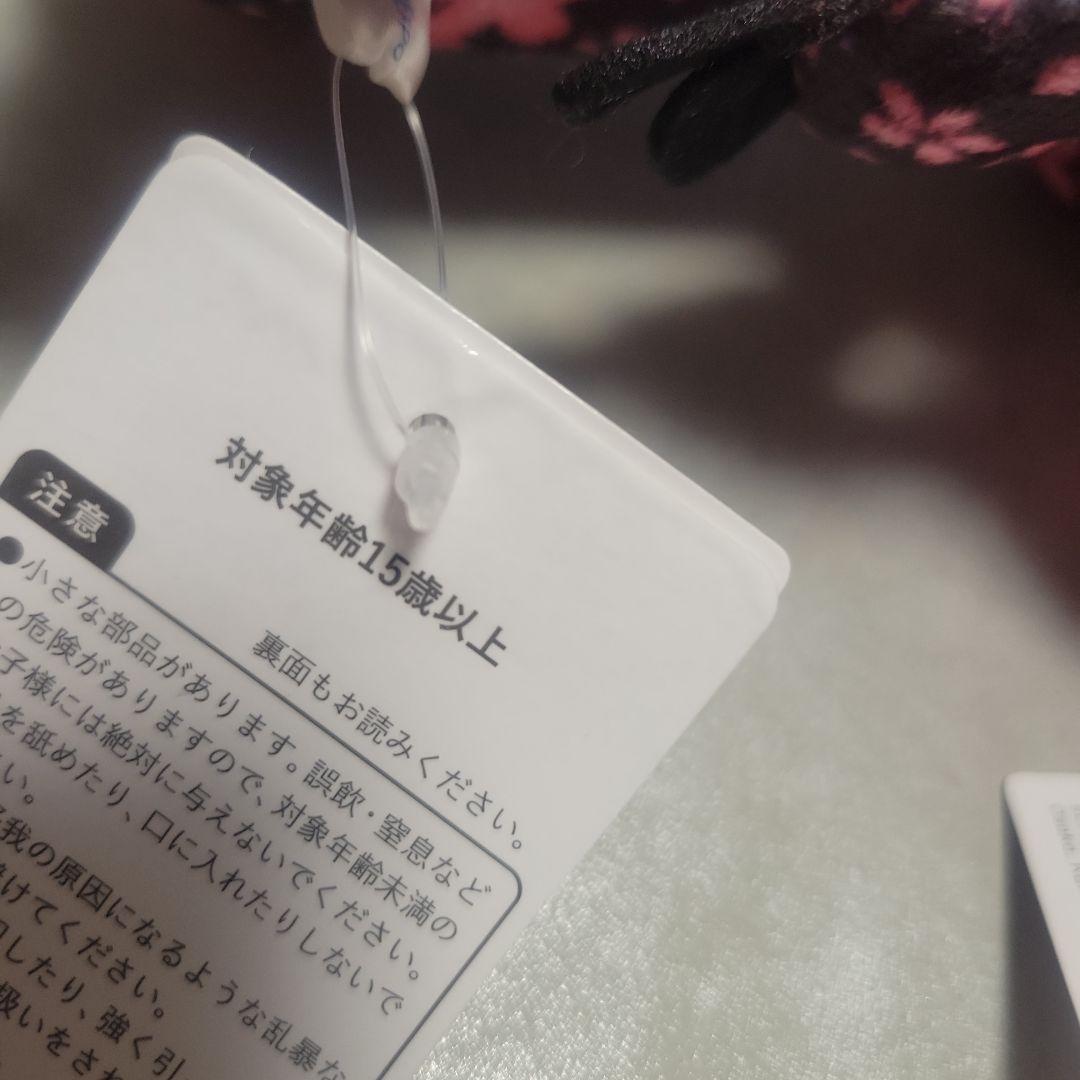 対象年齢15歳以上
裏面もお読みください。
注意
●小さな部品があります。誤飲・窒息など
の危険がありますので、対象年齢未満の
子様には絶対に与えないでください。
を舐めたり、口に入れたりしないで
い。
我の原因になるような乱暴な
けてください。
したり、強く引
扱いをされ